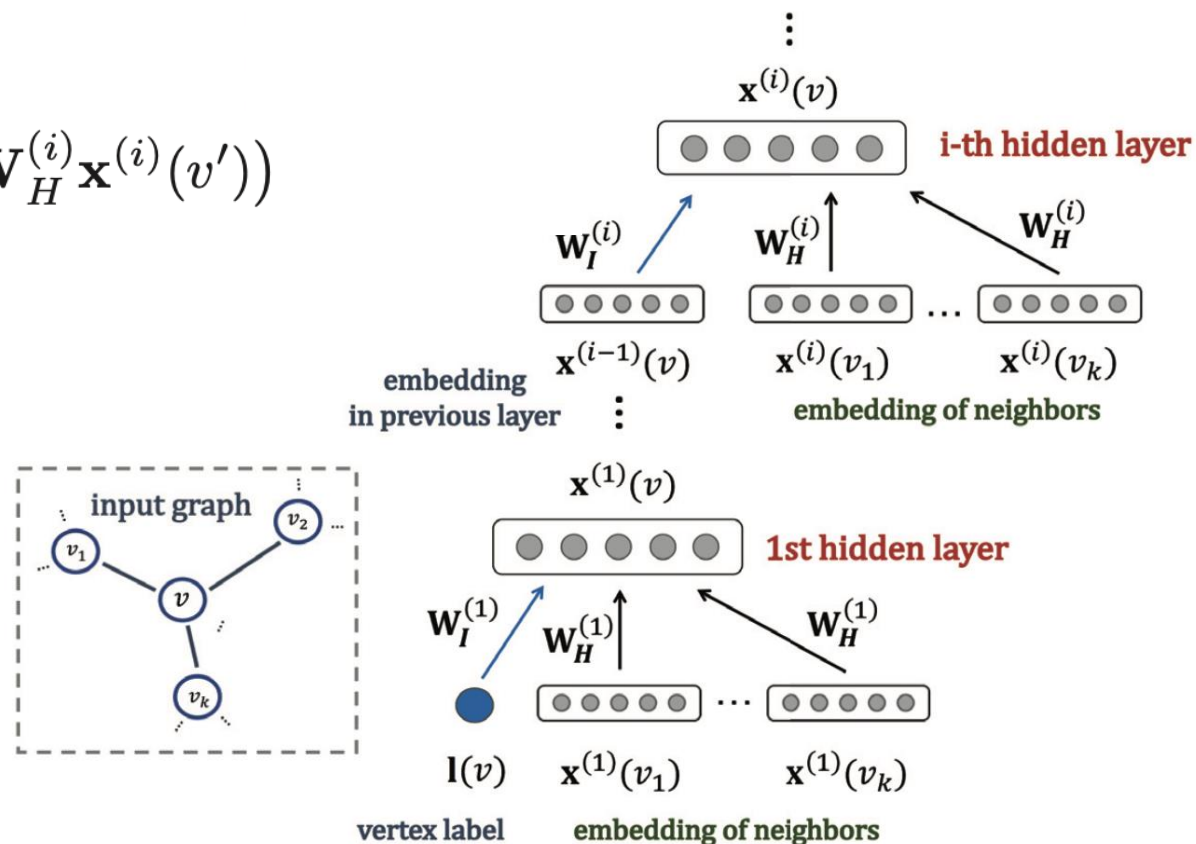 ⋮
x^{(i)}(v)
i-th hidden layer
W_H^{(i)} x^{(i)}(v'))
W_I^{(i)} W_H^{(i)} W_H^{(i)}
...
x^{(i−1)}(v) x^{(i)}(v_1) x^{(i)}(v_k)
embedding
in previous layer
embedding of neighbors
⋮
x^{(1)}(v)
1st hidden layer
W_I^{(1)} W_H^{(1)} W_H^{(1)}
...
l(v) x^{(1)}(v_1) x^{(1)}(v_k)
vertex label embedding of neighbors
input graph
v_1
v_2
v
v_k